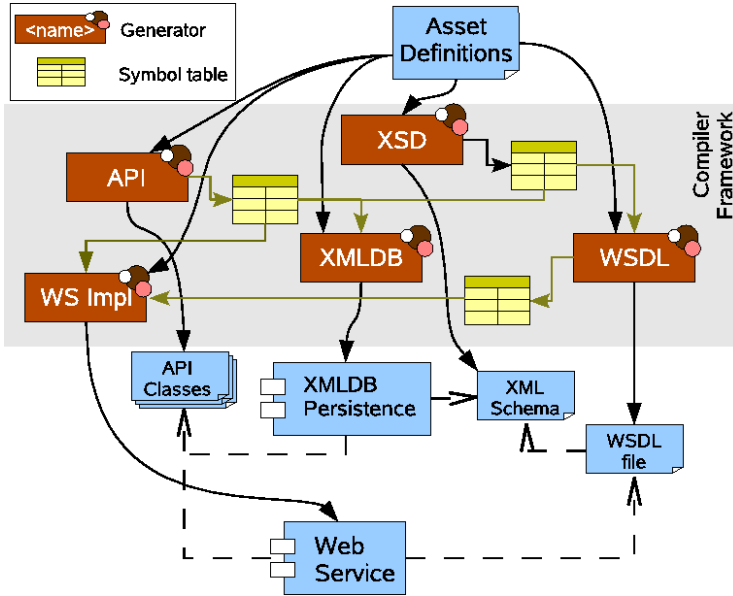 <name>
Generator
Symbol table
Asset
Definitions
Compiler
Framework
XSD
API
XMLDB
WSDL
WS Impl
API
Classes
XMLDB
Persistence
XML
Schema
WSDL
file
Web
Service